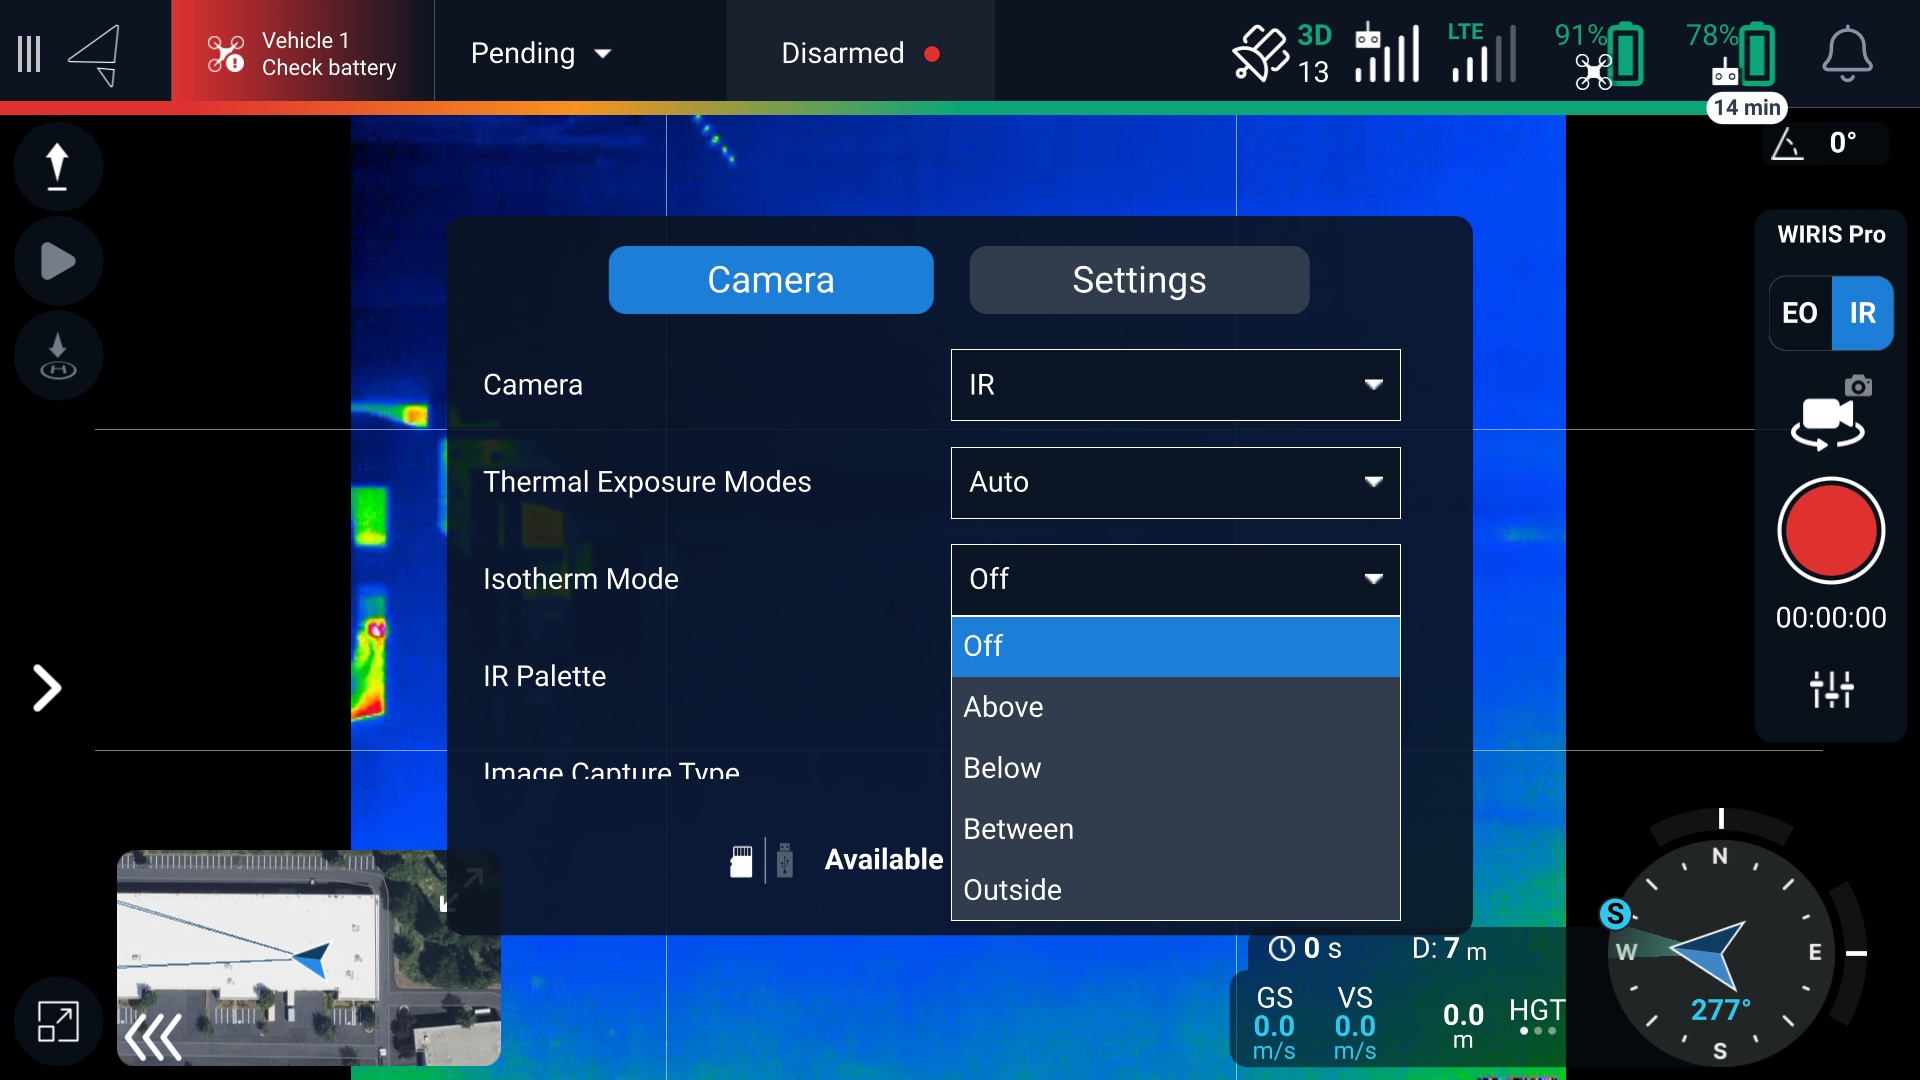 Vehicle 1
Check battery
Pending
Disarmed
3D
13
LTE
91%
78%
14 min
0°
WIRIS Pro
EO IR
00:00:00
Camera Settings
Camera IR
Thermal Exposure Modes Auto
Isotherm Mode Off
Off
IR Palette
Above
Below
Image Capture Type
Between
Available
Outside
0 s D: 7 m
GS VS
0.0 0.0 0.0 HGT
m/s m/s m
S
N
W E
277°
S